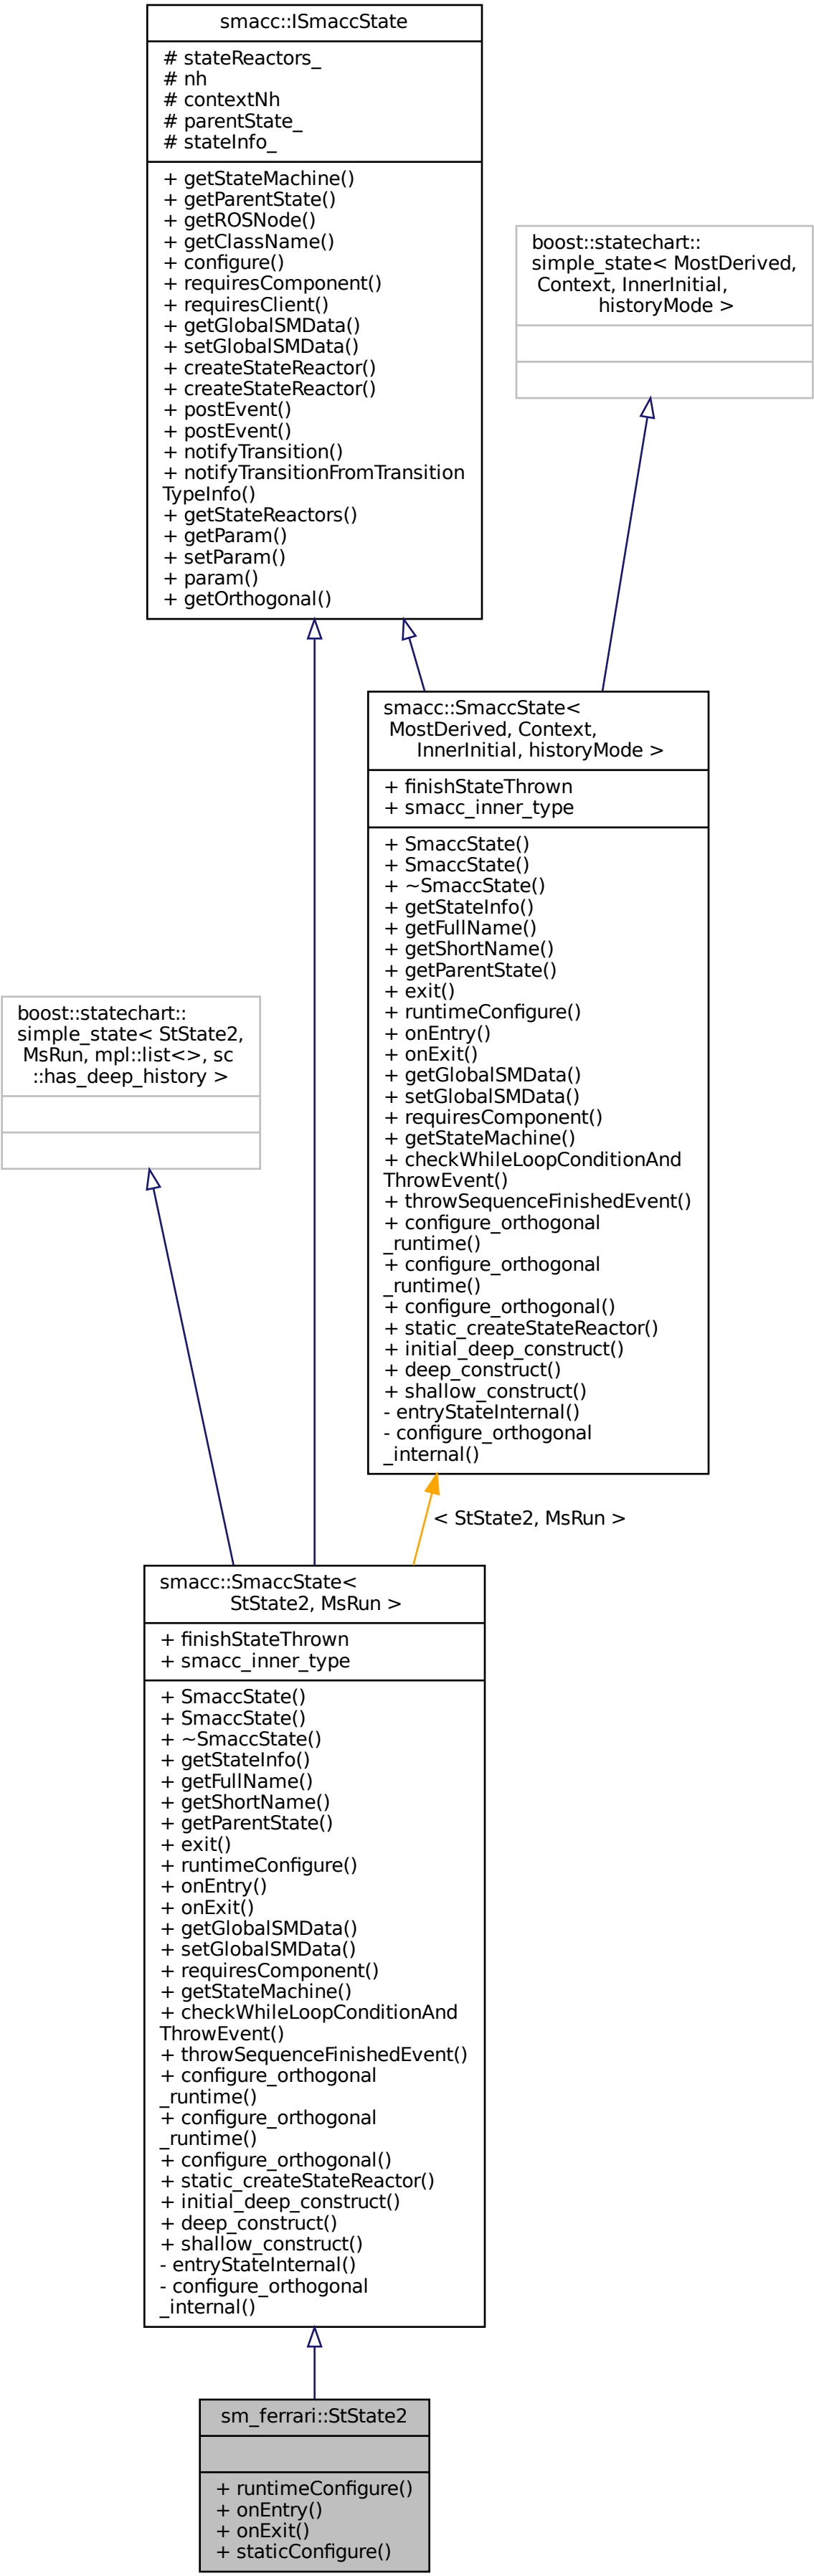 smacc::ISmaccState
# stateReactors_
# nh
# contextNh
# parentState_
# stateInfo_
+ getStateMachine()
+ getParentState()
+ getROSNode()
+ getClassName()
+ configure()
+ requiresComponent()
+ requiresClient()
+ getGlobalSMData()
+ setGlobalSMData()
+ createStateReactor()
+ createStateReactor()
+ postEvent()
+ postEvent()
+ notifyTransition()
+ notifyTransitionFromTransition
TypeInfo()
+ getStateReactors()
+ getParam()
+ setParam()
+ param()
+ getOrthogonal()
boost::statechart::
simple_state< MostDerived,
Context, InnerInitial,
historyMode >
smacc::SmaccState<
MostDerived, Context,
InnerInitial, historyMode >
+ finishStateThrown
+ smacc_inner_type
+ SmaccState()
+ SmaccState()
+ ~SmaccState()
+ getStateInfo()
+ getFullName()
+ getShortName()
+ getParentState()
+ exit()
+ runtimeConfigure()
+ onEntry()
+ onExit()
+ getGlobalSMData()
+ setGlobalSMData()
+ requiresComponent()
+ getStateMachine()
+ checkWhileLoopConditionAnd
ThrowEvent()
+ throwSequenceFinishedEvent()
+ configure_orthogonal
_runtime()
+ configure_orthogonal
_runtime()
+ configure_orthogonal()
+ static_createStateReactor()
+ initial_deep_construct()
+ deep_construct()
+ shallow_construct()
- entryStateInternal()
- configure_orthogonal
_internal()
boost::statechart::
simple_state< StState2,
MsRun, mpl::list<>, sc
::has_deep_history >
< StState2, MsRun >
smacc::SmaccState<
StState2, MsRun >
+ finishStateThrown
+ smacc_inner_type
+ SmaccState()
+ SmaccState()
+ ~SmaccState()
+ getStateInfo()
+ getFullName()
+ getShortName()
+ getParentState()
+ exit()
+ runtimeConfigure()
+ onEntry()
+ onExit()
+ getGlobalSMData()
+ setGlobalSMData()
+ requiresComponent()
+ getStateMachine()
+ checkWhileLoopConditionAnd
ThrowEvent()
+ throwSequenceFinishedEvent()
+ configure_orthogonal
_runtime()
+ configure_orthogonal
_runtime()
+ configure_orthogonal()
+ static_createStateReactor()
+ initial_deep_construct()
+ deep_construct()
+ shallow_construct()
- entryStateInternal()
- configure_orthogonal
_internal()
sm_ferrari::StState2
+ runtimeConfigure()
+ onEntry()
+ onExit()
+ staticConfigure()